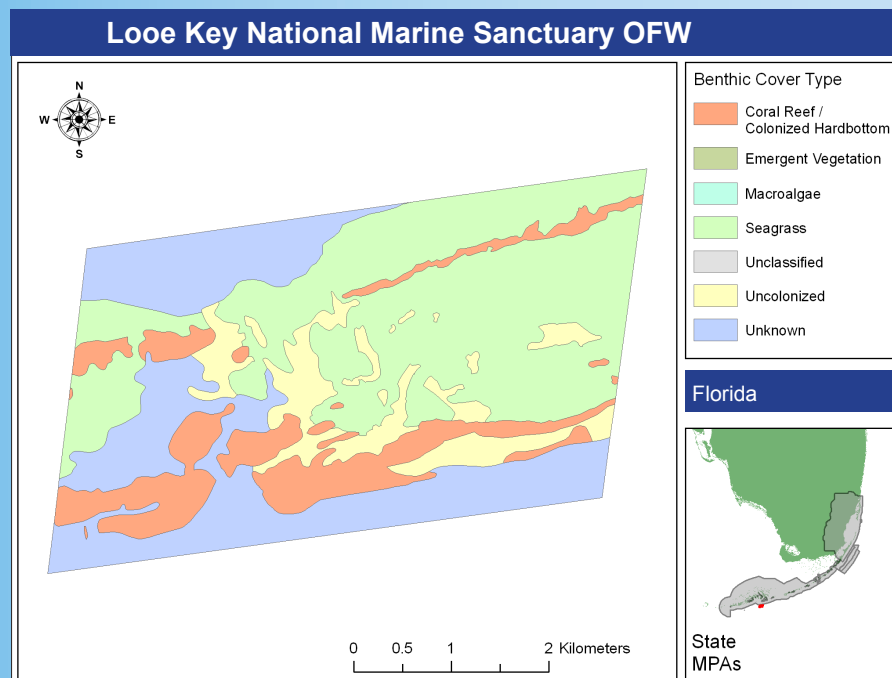 Looe Key National Marine Sanctuary OFW
N
W
E
S
Benthic Cover Type
Coral Reef /
Colonized Hardbottom
Emergent Vegetation
Macroalgae
Seagrass
Unclassified
Uncolonized
Unknown
Florida
State
MPAs
0 0.5 1 2 Kilometers